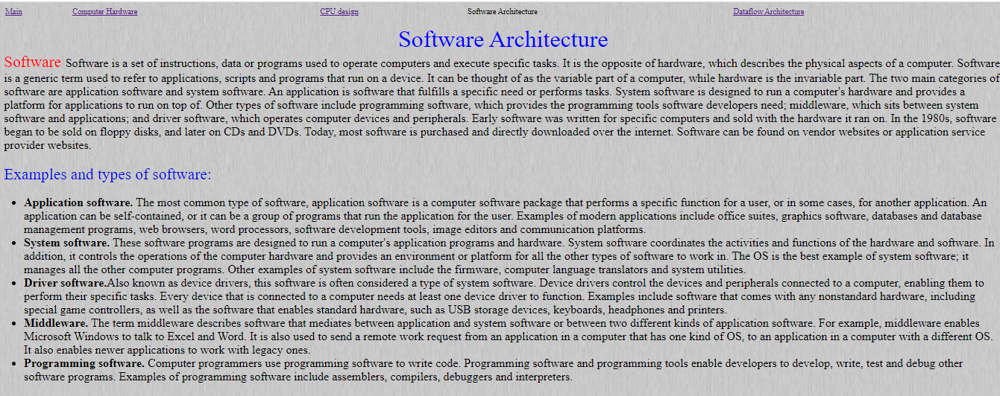 Main Computer Hardware CPU design Software Architecture Dataflow Architecture
Software Architecture
Software Software is a set of instructions, data or programs used to operate computers and execute specific tasks. It is the opposite of hardware, which describes the physical aspects of a computer. Software
is a generic term used to refer to applications, scripts and programs that run on a device. It can be thought of as the variable part of a computer, while hardware is the invariable part. The two main categories of
software are application software and system software. An application is software that fulfills a specific need or performs tasks. System software is designed to run a computer's hardware and provides a
platform for applications to run on top of. Other types of software include programming software, which provides the programming tools software developers need; middleware, which sits between system
software and applications; and driver software, which operates computer devices and peripherals. Early software was written for specific computers and sold with the hardware it ran on. In the 1980s, software
began to be sold on floppy disks, and later on CDs and DVDs. Today, most software is purchased and directly downloaded over the internet. Software can be found on vendor websites or application service
provider websites.
Examples and types of software:
• Application software. The most common type of software, application software is a computer software package that performs a specific function for a user, or in some cases, for another application. An
application can be self-contained, or it can be a group of programs that run the application for the user. Examples of modern applications include office suites, graphics software, databases and database
management programs, web browsers, word processors, software development tools, image editors and communication platforms.
• System software. These software programs are designed to run a computer's application programs and hardware. System software coordinates the activities and functions of the hardware and software. In
addition, it controls the operations of the computer hardware and provides an environment or platform for all the other types of software to work in. The OS is the best example of system software; it
manages all the other computer programs. Other examples of system software include the firmware, computer language translators and system utilities.
• Driver software.Also known as device drivers, this software is often considered a type of system software. Device drivers control the devices and peripherals connected to a computer, enabling them to
perform their specific tasks. Every device that is connected to a computer needs at least one device driver to function. Examples include software that comes with any nonstandard hardware, including
special game controllers, as well as the software that enables standard hardware, such as USB storage devices, keyboards, headphones and printers.
• Middleware. The term middleware describes software that mediates between application and system software or between two different kinds of application software. For example, middleware enables
Microsoft Windows to talk to Excel and Word. It is also used to send a remote work request from an application in a computer that has one kind of OS, to an application in a computer with a different OS.
It also enables newer applications to work with legacy ones.
• Programming software. Computer programmers use programming software to write code. Programming software and programming tools enable developers to develop, write, test and debug other
software programs. Examples of programming software include assemblers, compilers, debuggers and interpreters.